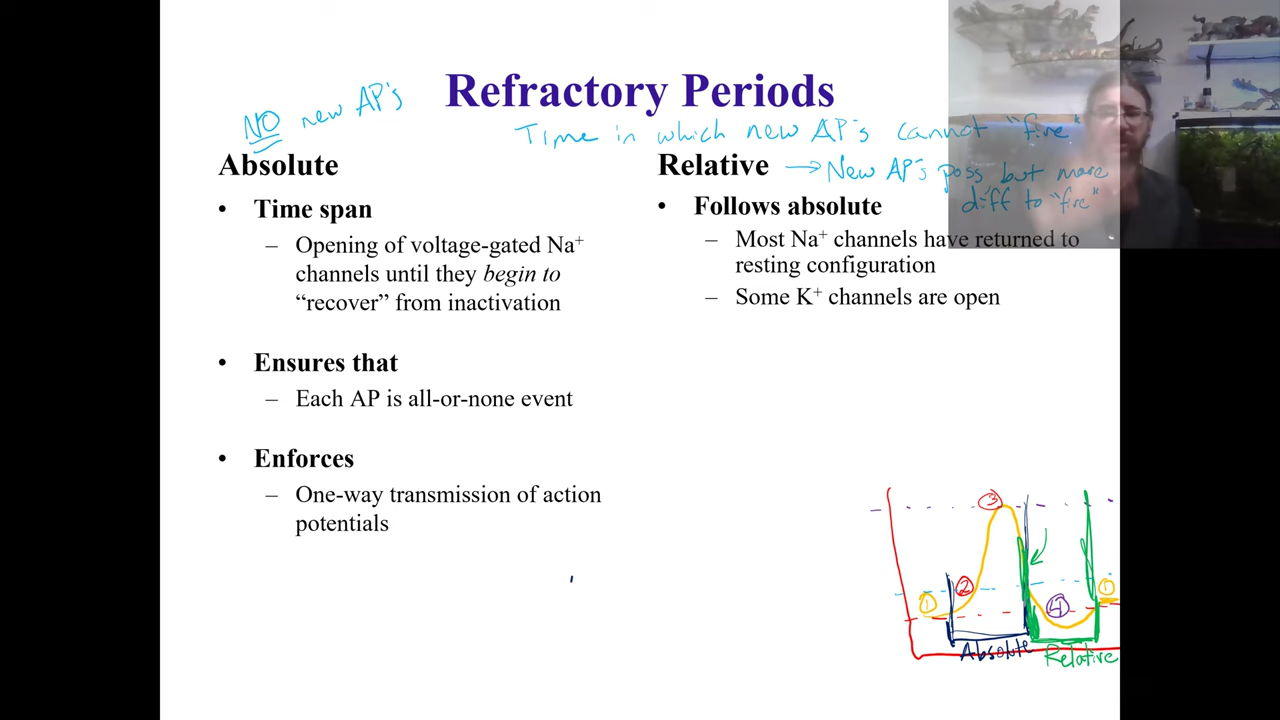 Refractory Periods
NO new AP's
Time in which new AP's cannot "fire"
Absolute
• Time span
– Opening of voltage-gated Na+
channels until they begin to
"recover" from inactivation
• Ensures that
– Each AP is all-or-none event
• Enforces
– One-way transmission of action
potentials
Relative → New AP's poss but more
diff to "fire"
• Follows absolute
– Most Na+ channels have returned to
resting configuration
– Some K+ channels are open
3
1 2 4 1
Absolute Relative